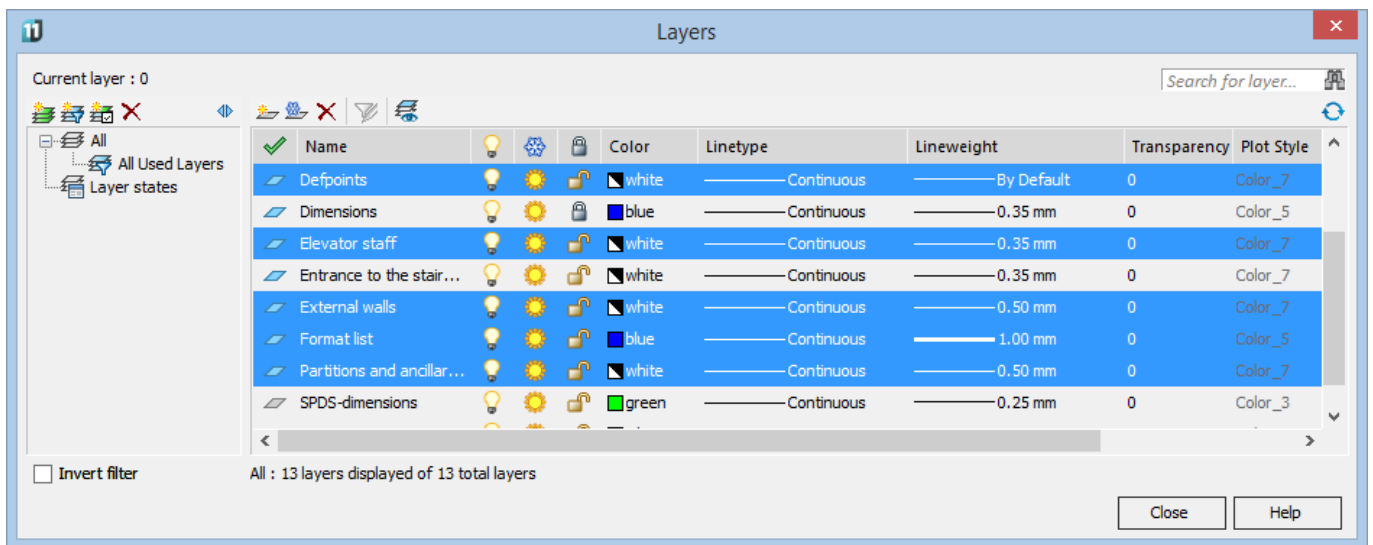 Layers
Current layer : 0
Search for layer...
All
All Used Layers
Layer states
Name Color Linetype Lineweight Transparency Plot Style
Defpoints white Continuous By Default 0 Color_7
Dimensions blue Continuous 0.35 mm 0 Color_5
Elevator staff white Continuous 0.35 mm 0 Color_7
Entrance to the stair... white Continuous 0.35 mm 0 Color_7
External walls white Continuous 0.50 mm 0 Color_7
Format list blue Continuous 1.00 mm 0 Color_5
Partitions and ancillar... white Continuous 0.50 mm 0 Color_7
SPDS-dimensions green Continuous 0.25 mm 0 Color_3
Invert filter
All : 13 layers displayed of 13 total layers
Close Help